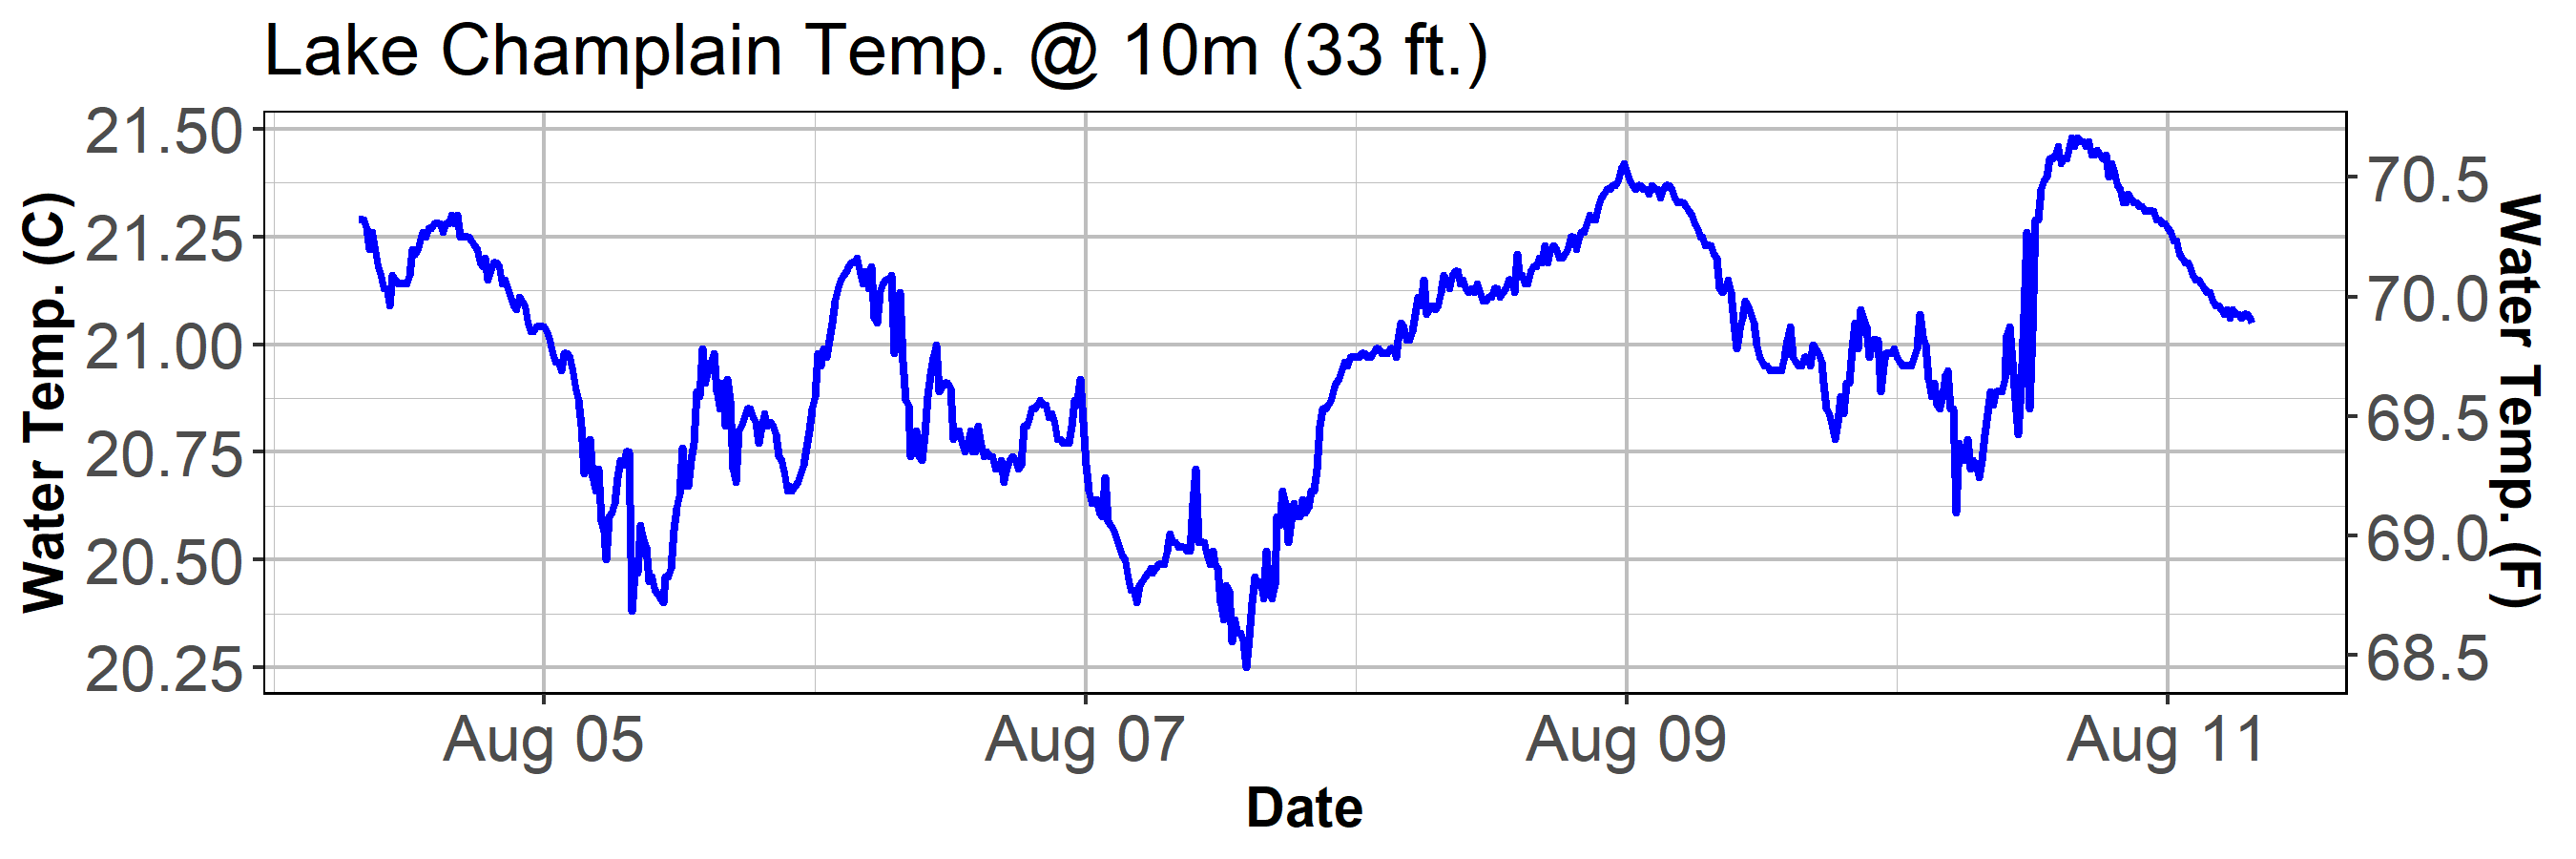 Lake Champlain Temp. @ 10m (33 ft.)
Water Temp. (C)
21.50
21.25
21.00
20.75
20.50
20.25
70.5
70.0
69.5
69.0
68.5
Water Temp. (F)
Aug 05 Aug 07 Aug 09 Aug 11
Date